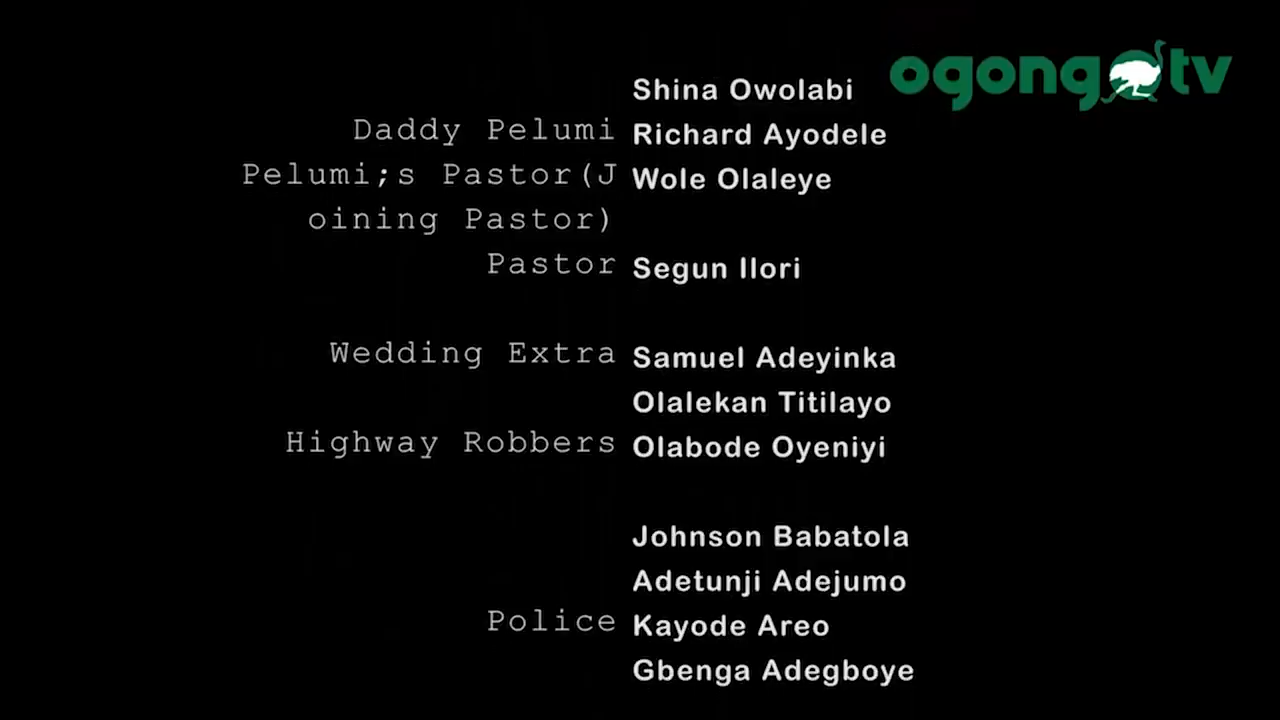 ogongotv
Shina Owolabi
Daddy Pelumi Richard Ayodele
Pelumi;s Pastor(J Wole Olaleye
oining Pastor)
Pastor Segun Ilori
Wedding Extra Samuel Adeyinka
Olalekan Titilayo
Highway Robbers Olabode Oyeniyi
Johnson Babatola
Adetunji Adejumo
Police Kayode Areo
Gbenga Adegboye